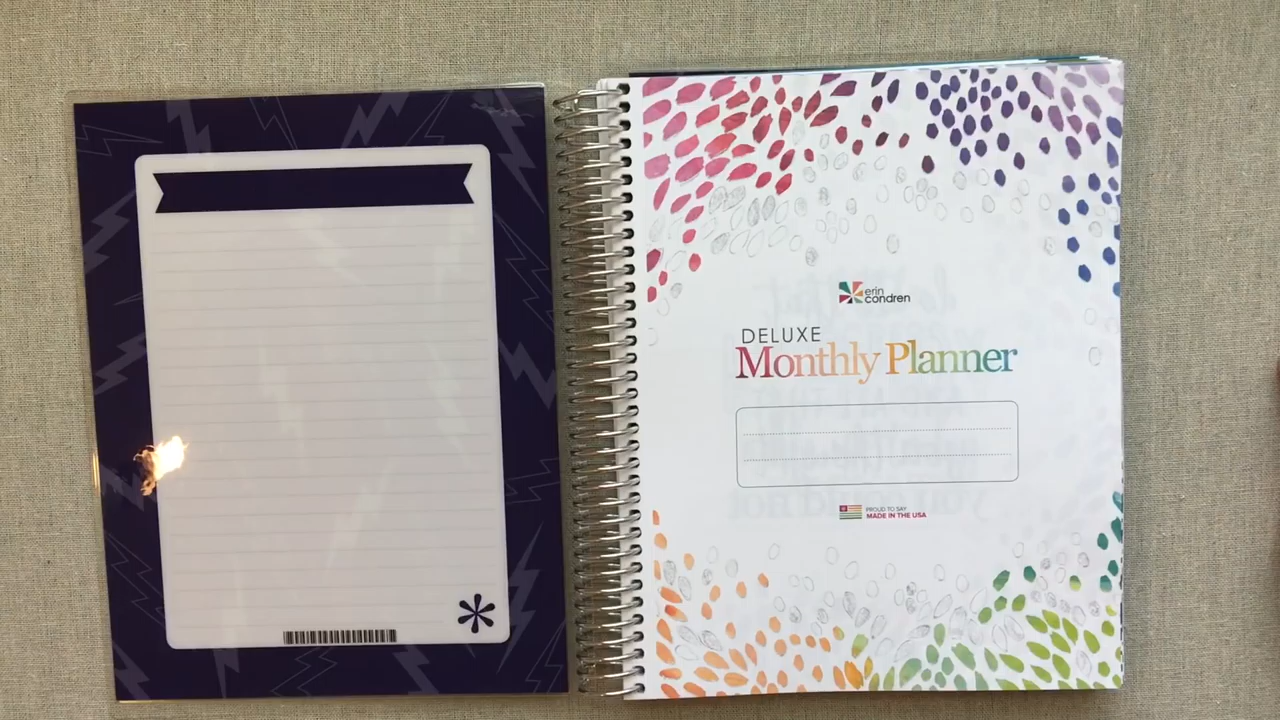 erin
condren
DELUXE
Monthly Planner
PROUD TO SAY
MADE IN THE USA